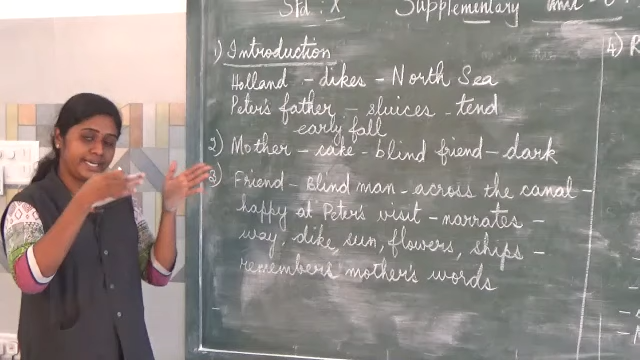 Std : X Supplementary unit -
1) Introduction
Holland - dikes - North Sea
Peter's father - sluices - tend
early fall
2) Mother - cake - blind friend - dark
3) Friend - Blind man - across the canal -
happy at Peter's visit - narrates -
way, dike, sun, flowers, ships -
remembers mother's words
4) R